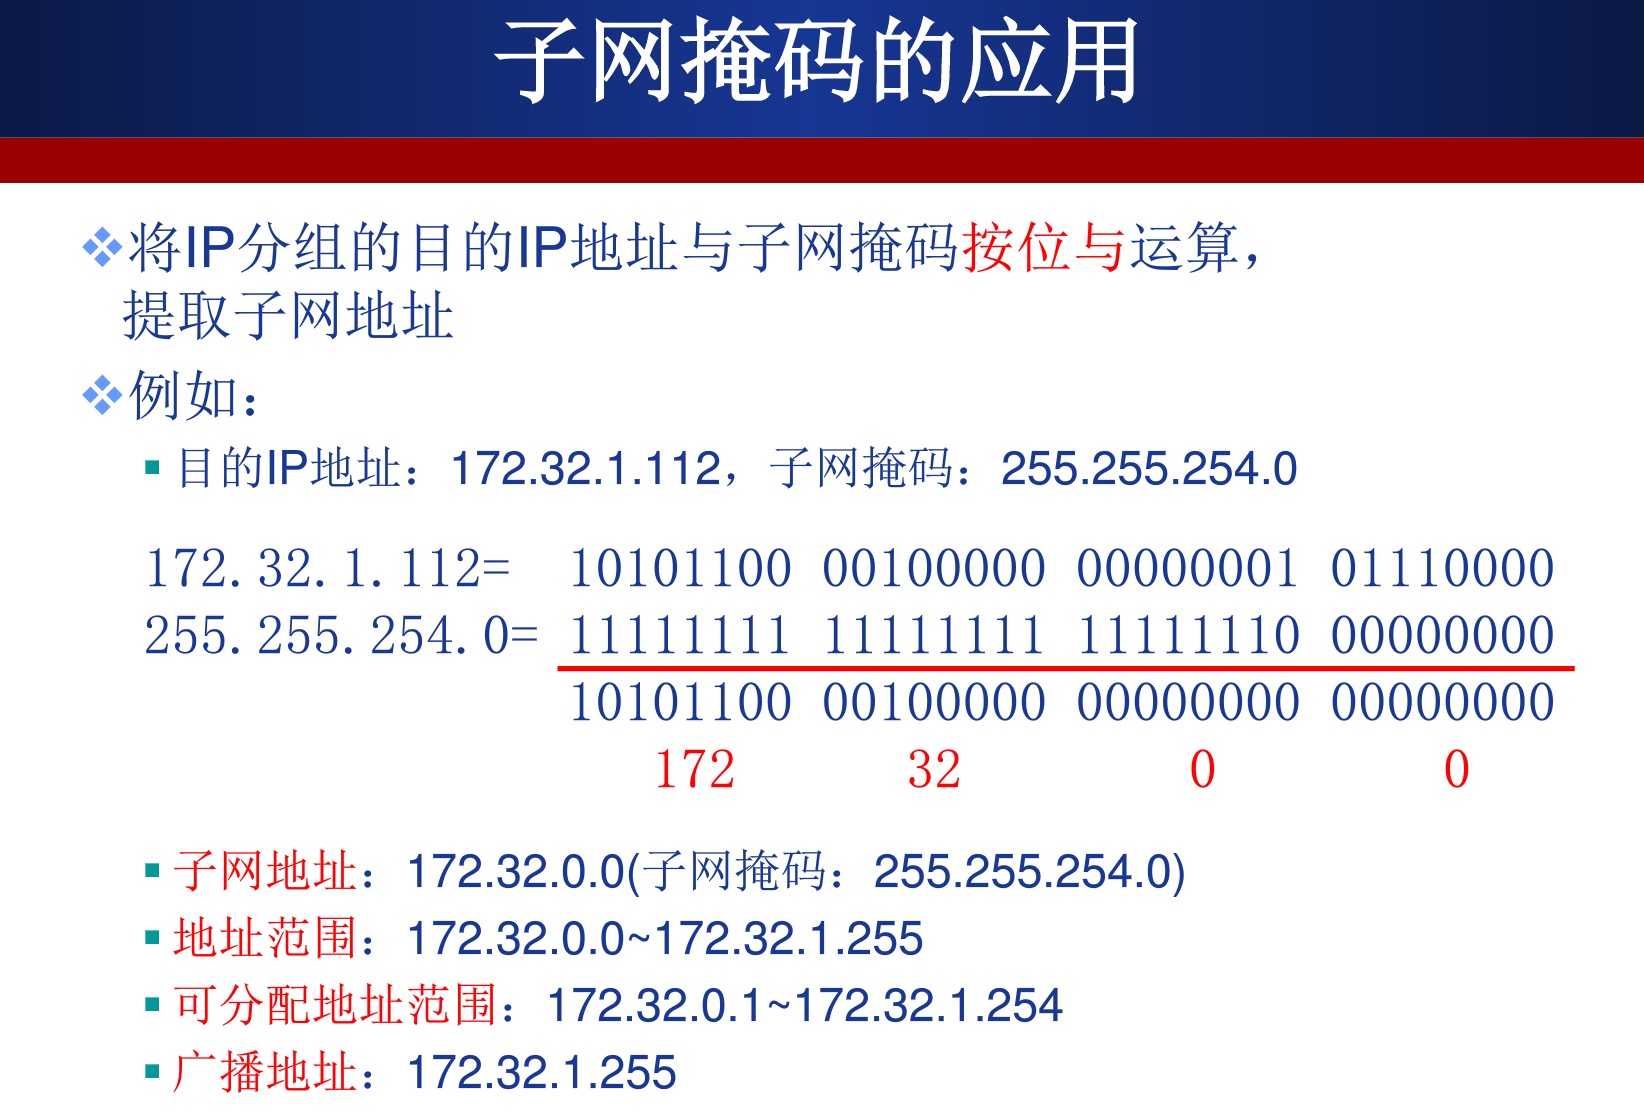 子网掩码的应用
将IP分组的目的IP地址与子网掩码按位与运算，
提取子网地址
例如：
目的IP地址：172.32.1.112，子网掩码：255.255.254.0
172.32.1.112= 10101100 00100000 00000001 01110000
255.255.254.0= 11111111 11111111 11111110 00000000
10101100 00100000 00000000 00000000
172 32 0 0
子网地址：172.32.0.0(子网掩码：255.255.254.0)
地址范围：172.32.0.0~172.32.1.255
可分配地址范围：172.32.0.1~172.32.1.254
广播地址：172.32.1.255